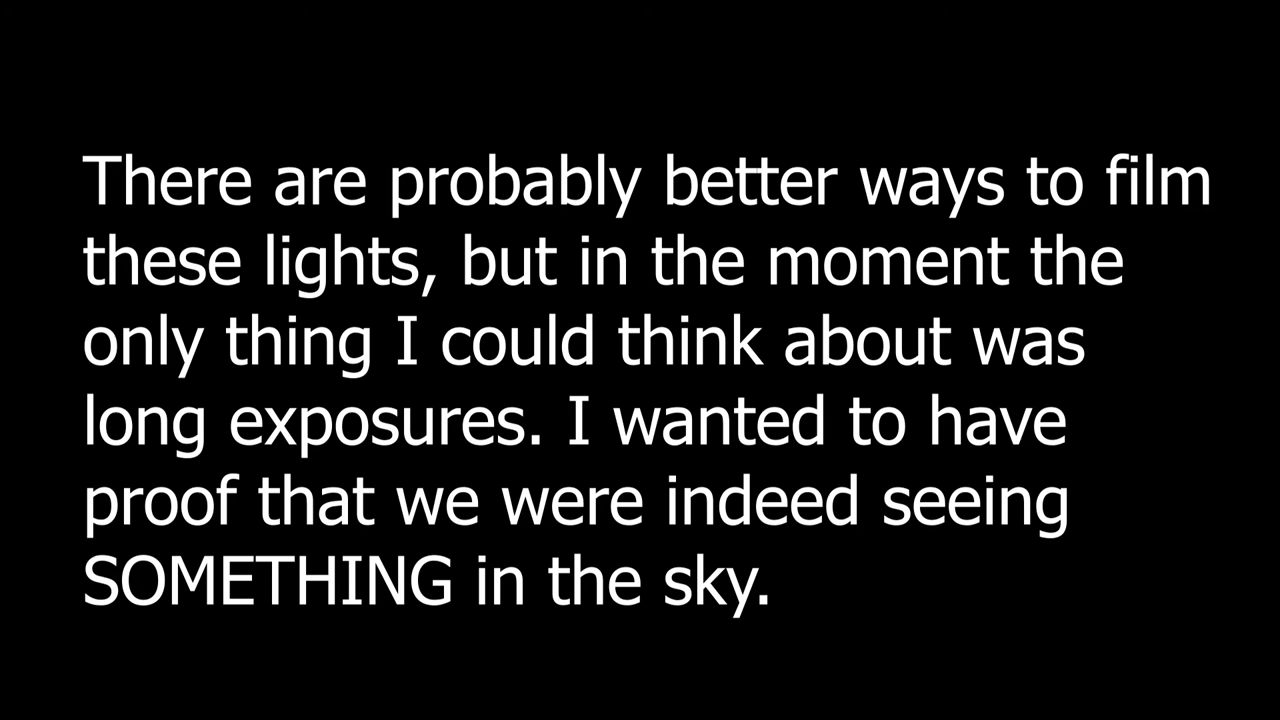 There are probably better ways to film
these lights, but in the moment the
only thing I could think about was
long exposures. I wanted to have
proof that we were indeed seeing
SOMETHING in the sky.